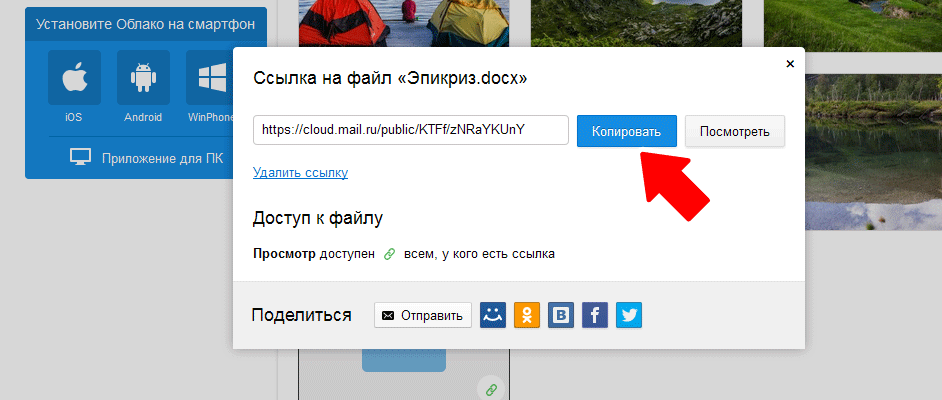 Установите Облако на смартфон
iOS
Android
WinPhone
Приложение для ПК
Ссылка на файл «Эпикриз.docx»
https://cloud.mail.ru/public/KTFf/zNRaYKUnY
Копировать
Посмотреть
Удалить ссылку
Доступ к файлу
Просмотр доступен всем, у кого есть ссылка
Поделиться
Отправить